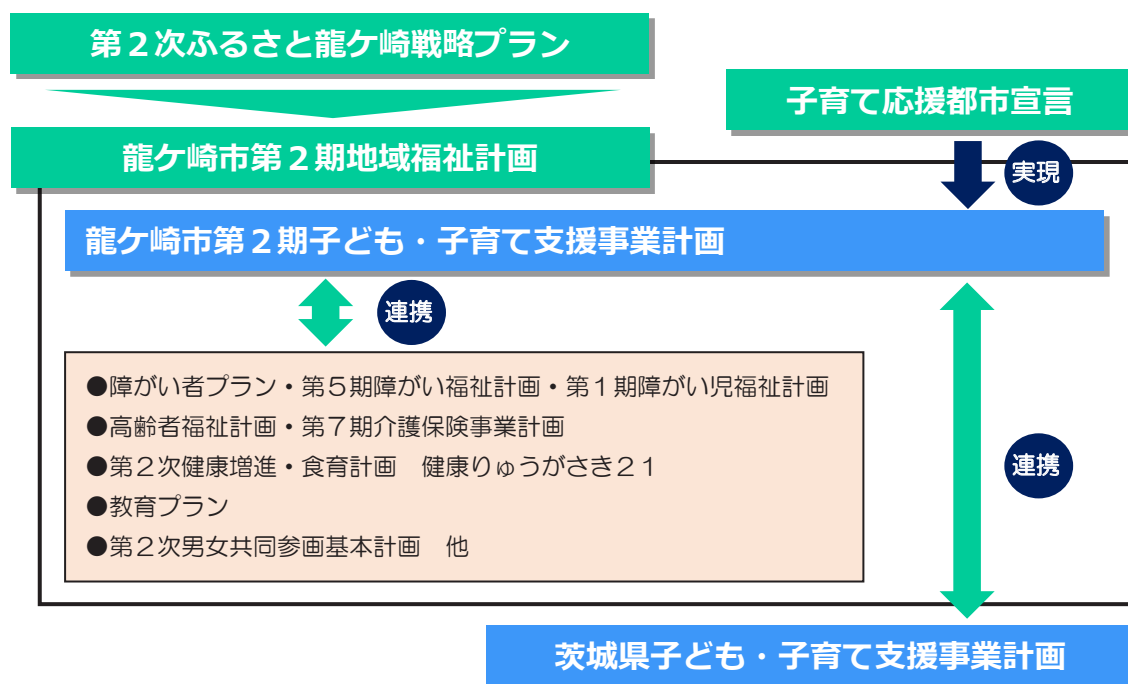 第２次ふるさと龍ケ崎戦略プラン
子育て応援都市宣言
龍ケ崎市第２期地域福祉計画
実現
龍ケ崎市第２期子ども・子育て支援事業計画
連携
●障がい者プラン・第５期障がい福祉計画・第１期障がい児福祉計画
●高齢者福祉計画・第７期介護保険事業計画
●第２次健康増進・食育計画　健康りゅうがさき２１
●教育プラン
●第２次男女共同参画基本計画　他
連携
茨城県子ども・子育て支援事業計画